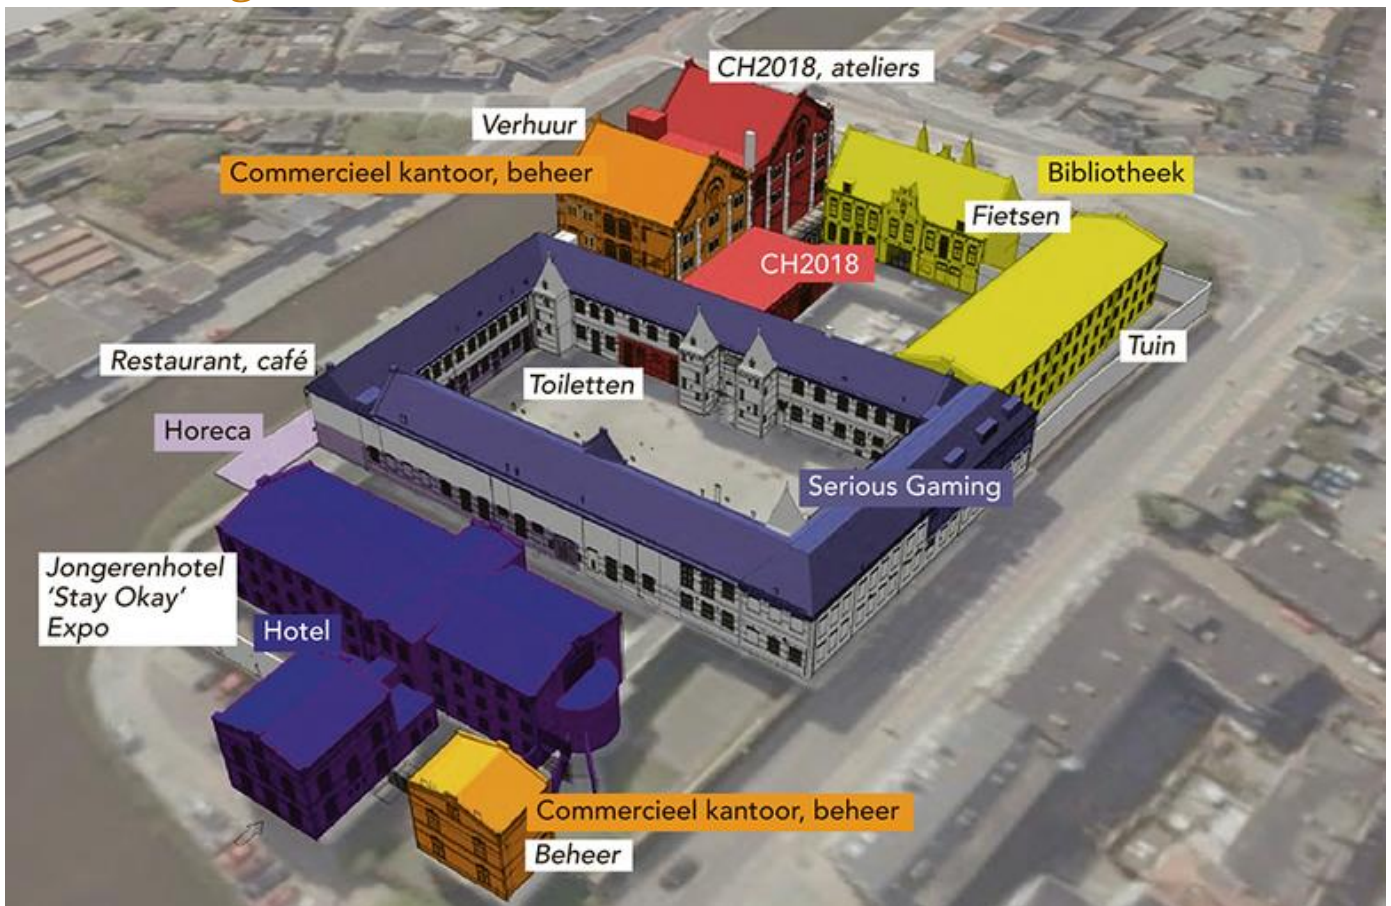 CH2018, ateliers
Verhuur
Commercieel kantoor, beheer
Bibliotheek
Fietsen
CH2018
Tuin
Restaurant, café
Toiletten
Horeca
Serious Gaming
Jongerenhotel
‘Stay Okay’
Expo
Hotel
Commercieel kantoor, beheer
Beheer